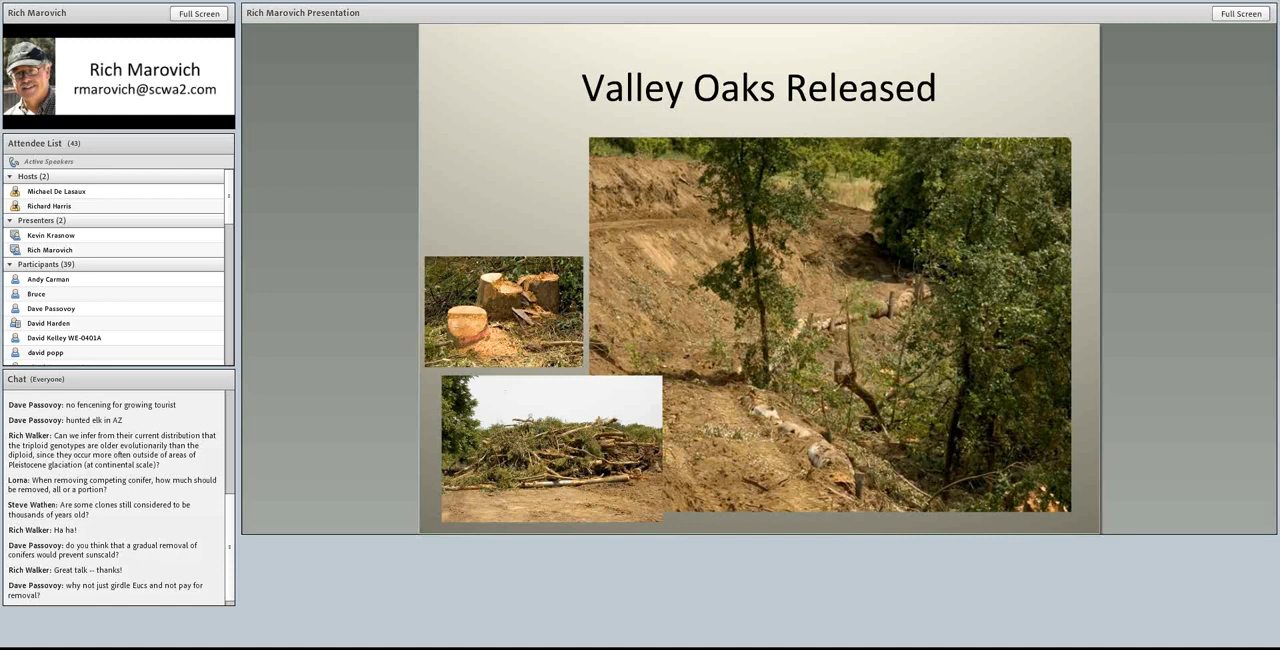 Rich Marovich
Full Screen
Rich Marovich
rmarovich@scwa2.com
Attendee List (43)
Active Speakers
Hosts (2)
Michael De Lasaux
Richard Harris
Presenters (2)
Kevin Krasnow
Rich Marovich
Participants (39)
Andy Carman
Bruce
Dave Passovoy
David Harden
David Kelley WE-0401A
david popp
Chat (Everyone)
Dave Passovoy: no fencening for growing tourist
Dave Passovoy: hunted elk in AZ
Rich Walker: Can we infer from their current distribution that
the triploid genotypes are older evolutionarily than the
diploid, since they occur more often outside of areas of
Pleistocene glaciation (at continental scale)?
Lorna: When removing competing conifer, how much should
be removed, all or a portion?
Steve Wathen: Are some clones still considered to be
thousands of years old?
Rich Walker: Ha ha!
Dave Passovoy: do you think that a gradual removal of
conifers would prevent sunscald?
Rich Walker: Great talk -- thanks!
Dave Passovoy: why not just girdle Eucs and not pay for
removal?
Rich Marovich Presentation
Full Screen
Valley Oaks Released